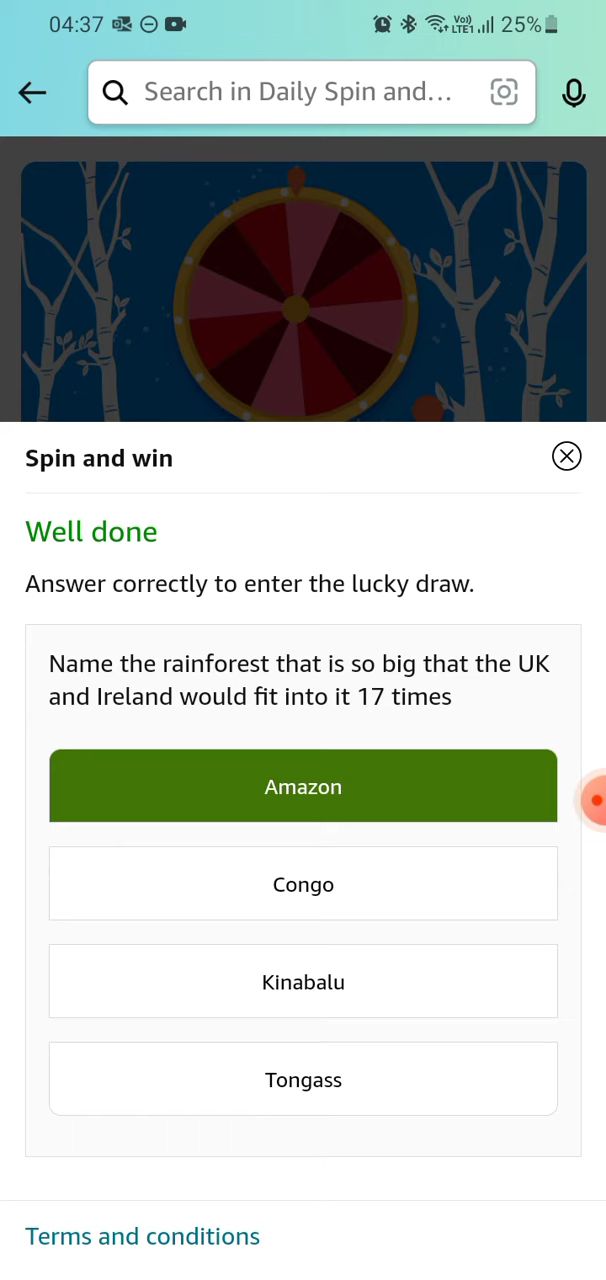 04:37
Vo))
LTE1
25%
Search in Daily Spin and...
Spin and win
Well done
Answer correctly to enter the lucky draw.
Name the rainforest that is so big that the UK
and Ireland would fit into it 17 times
Amazon
Congo
Kinabalu
Tongass
Terms and conditions